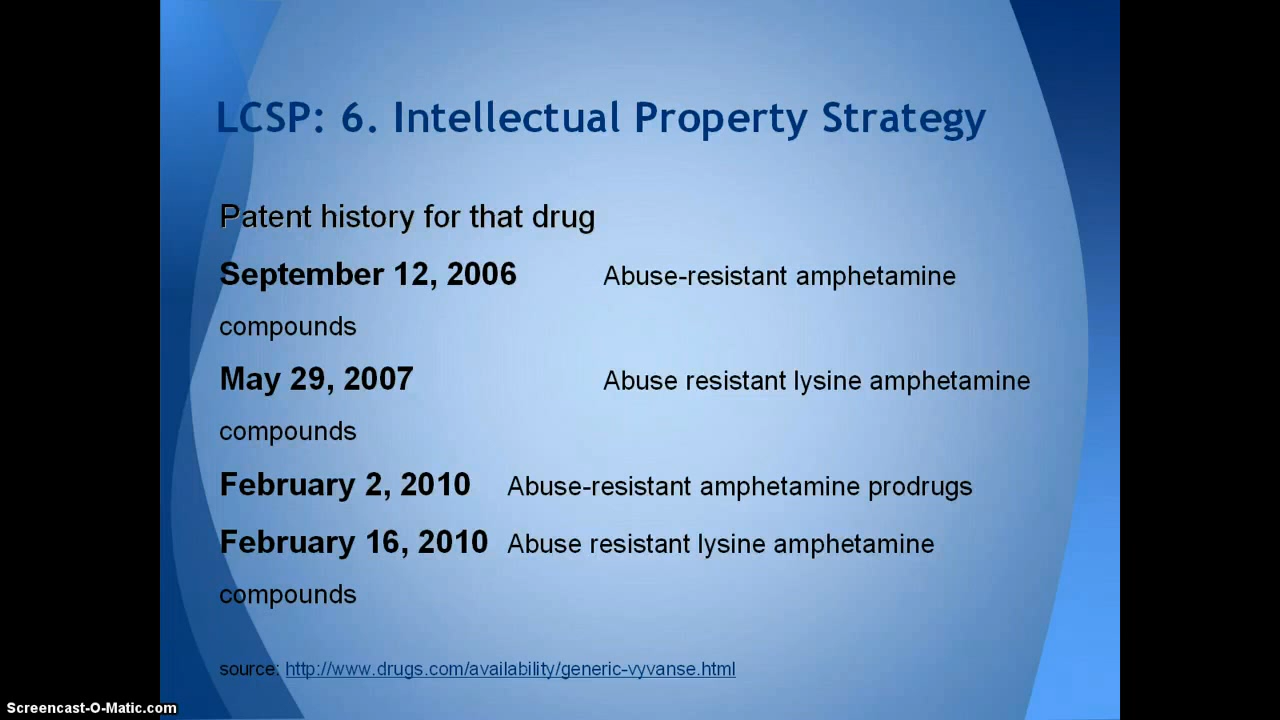 LCSP: 6. Intellectual Property Strategy
Patent history for that drug
September 12, 2006 Abuse-resistant amphetamine
compounds
May 29, 2007 Abuse resistant lysine amphetamine
compounds
February 2, 2010 Abuse-resistant amphetamine prodrugs
February 16, 2010 Abuse resistant lysine amphetamine
compounds
source: http://www.drugs.com/availability/generic-vyvanse.html
Screencast-O-Matic.com